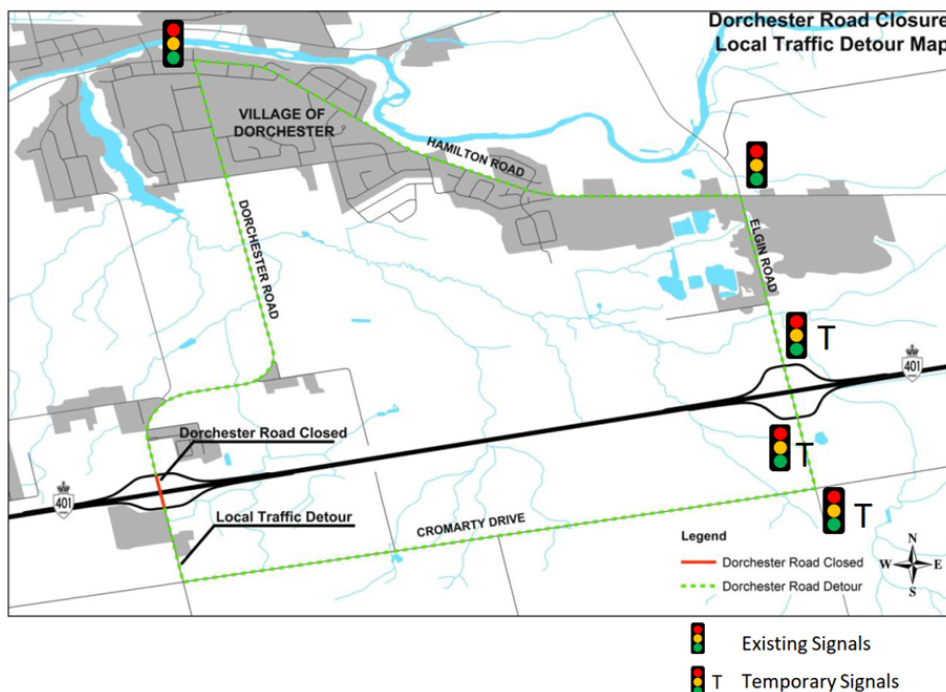 Dorchester Road Closure
Local Traffic Detour Map
VILLAGE OF
DORCHESTER
HAMILTON ROAD
DORCHESTER ROAD
ELGIN ROAD
T
401
T
Dorchester Road Closed
401
Local Traffic Detour
CROMARTY DRIVE
T
Legend
Dorchester Road Closed
Dorchester Road Detour
N
W E
S
Existing Signals
T Temporary Signals